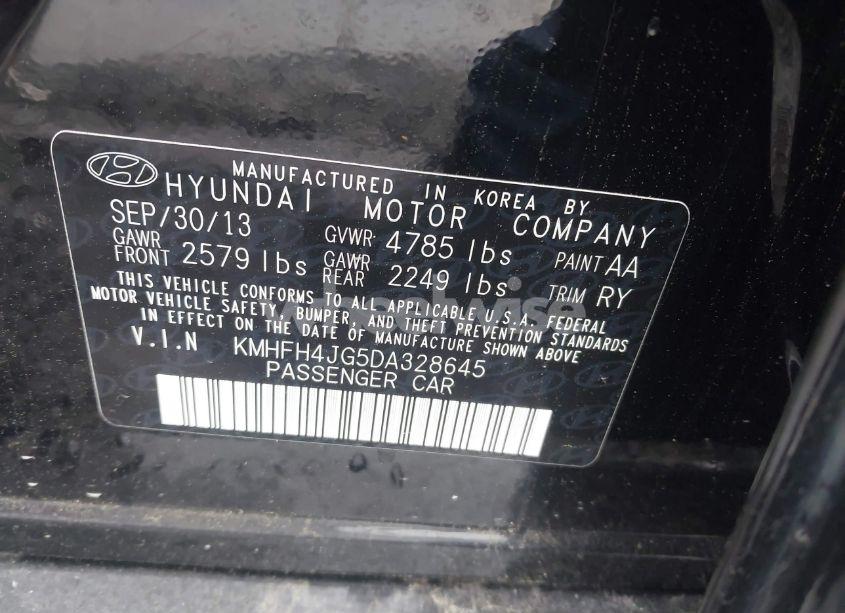 MANUFACTURED IN KOREA BY
HYUNDAI MOTOR COMPANY
SEP/30/13 GVWR 4785 lbs PAINT AA
GAWR FRONT 2579 lbs GAWR REAR 2249 lbs TRIM RY
THIS VEHICLE CONFORMS TO ALL APPLICABLE U.S.A. FEDERAL
MOTOR VEHICLE SAFETY, BUMPER, AND THEFT PREVENTION STANDARDS
IN EFFECT ON THE DATE OF MANUFACTURE SHOWN ABOVE
V.I.N KMHFH4JG5DA328645
PASSENGER CAR